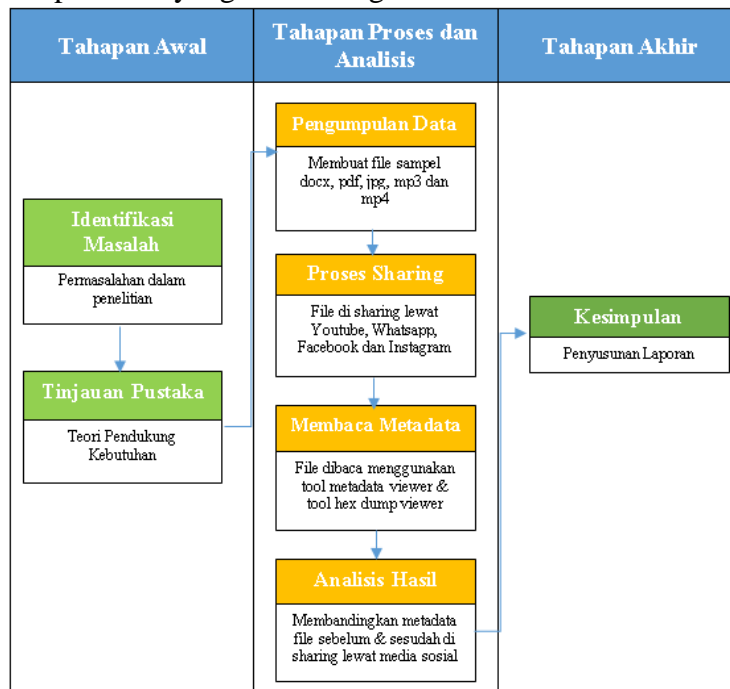 Tahapan Awal
Identifikasi
Masalah
Permasalahan dalam
penelitian
Tinjauan Pustaka
Teori Pendukung
Kebutuhan
Tahapan Proses dan
Analisis
Pengumpulan Data
Membuat file sampel
docx, pdf, jpg, mp3 dan
mp4
Proses Sharing
File di sharing lewat
Youtube, Whatsapp,
Facebook dan Instagram
Membaca Metadata
File dibaca menggunakan
tool metadata viewer &
tool hex dump viewer
Analisis Hasil
Membandingkan metadata
file sebelum & sesudah di
sharing lewat media sosial
Tahapan Akhir
Kesimpulan
Penyusunan Laporan